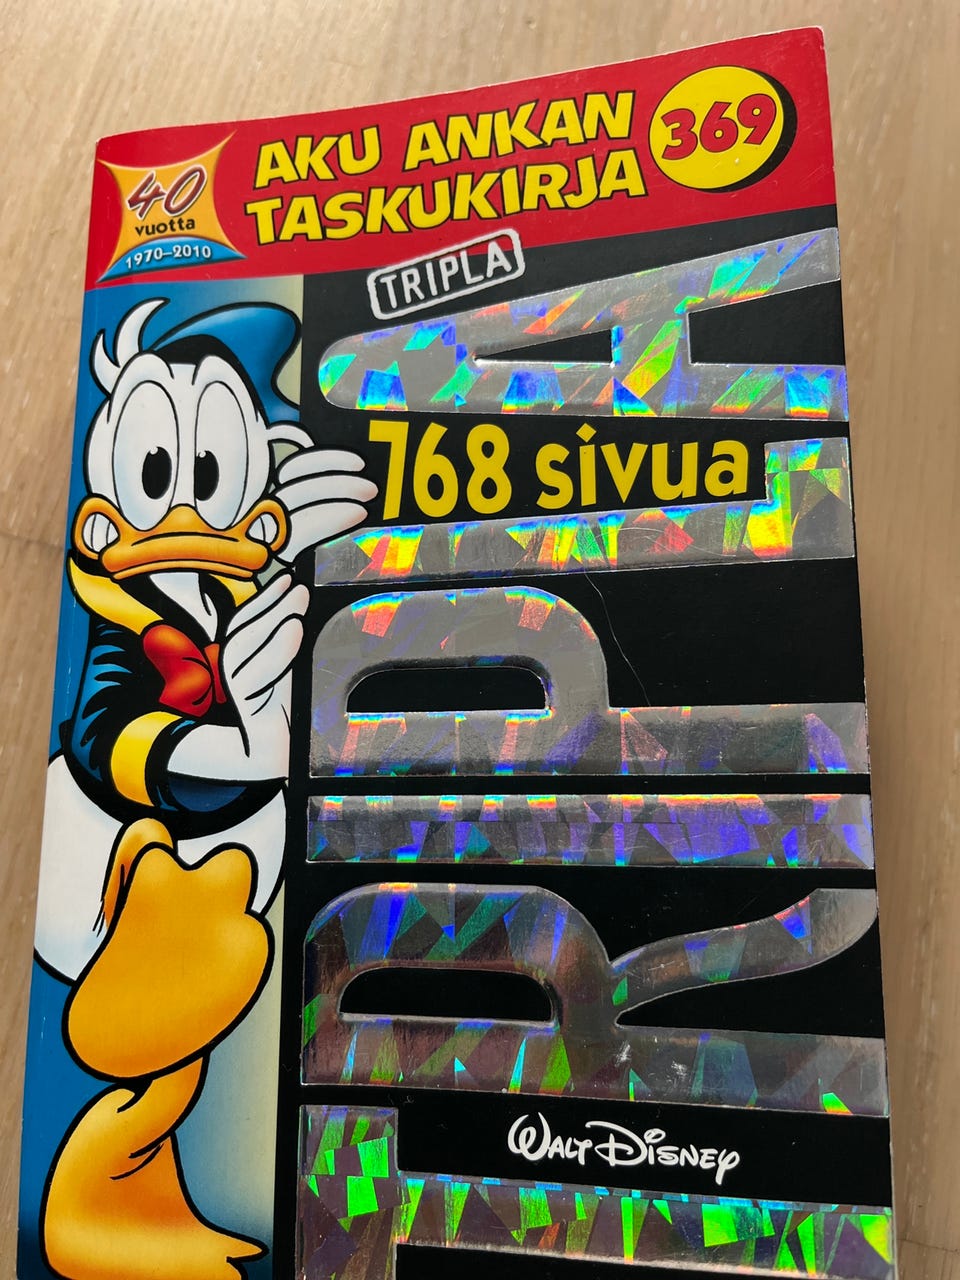 40
vuotta
1970–2010
AKU ANKAN
TASKUKIRJA
369
TRIPLA
768 sivua
TRIPLA
WALT DISNEY